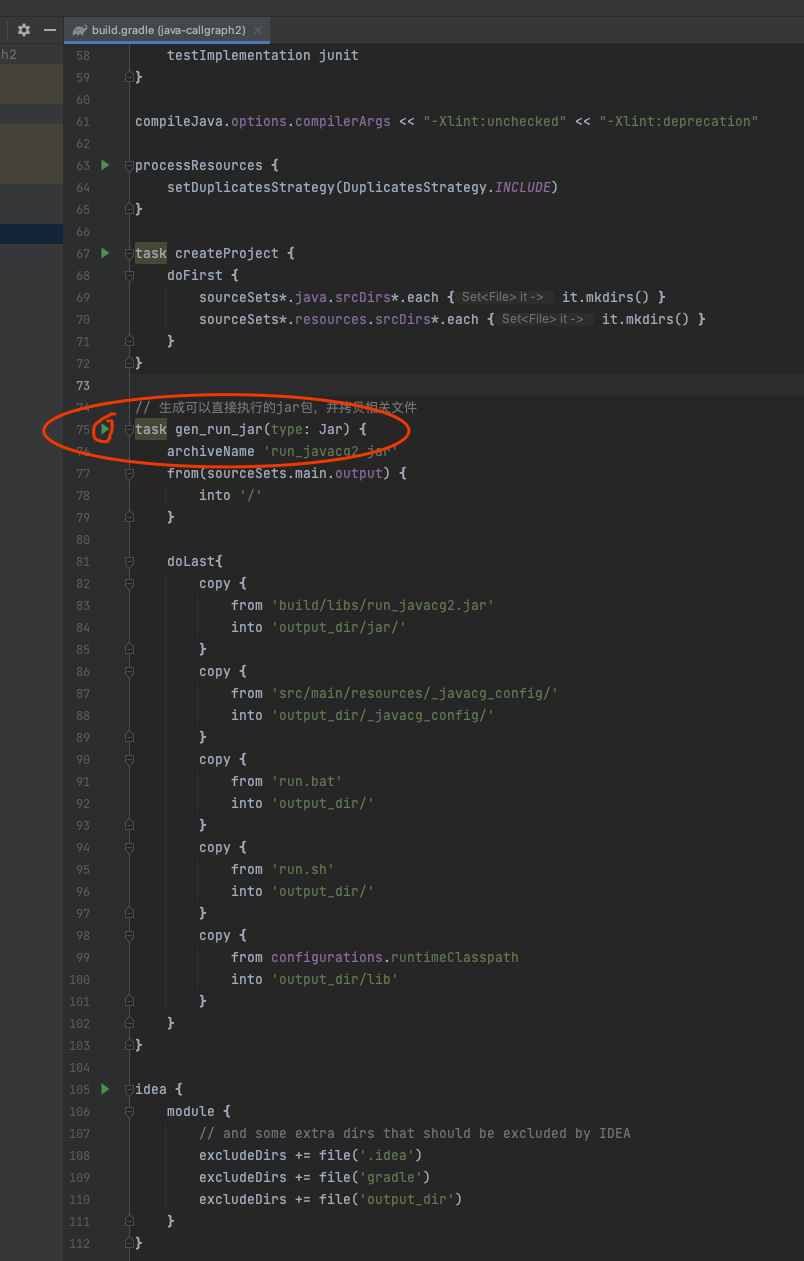 build.gradle (java-callgraph2)
h2
58 testImplementation junit
59 }
60
61 compileJava.options.compilerArgs << "-Xlint:unchecked" << "-Xlint:deprecation"
62
63 processResources {
64 setDuplicatesStrategy(DuplicatesStrategy.INCLUDE)
65 }
66
67 task createProject {
68 doFirst {
69 sourceSets*.java.srcDirs*.each { Set<File> it -> it.mkdirs() }
70 sourceSets*.resources.srcDirs*.each { Set<File> it -> it.mkdirs() }
71 }
72 }
73
74 // 生成可以直接执行的jar包，并拷贝相关文件
75 task gen_run_jar(type: Jar) {
76 archiveName 'run_javacg2.jar'
77 from(sourceSets.main.output) {
78 into '/'
79 }
80
81 doLast{
82 copy {
83 from 'build/libs/run_javacg2.jar'
84 into 'output_dir/jar/'
85 }
86 copy {
87 from 'src/main/resources/_javacg_config/'
88 into 'output_dir/_javacg_config/'
89 }
90 copy {
91 from 'run.bat'
92 into 'output_dir/'
93 }
94 copy {
95 from 'run.sh'
96 into 'output_dir/'
97 }
98 copy {
99 from configurations.runtimeClasspath
100 into 'output_dir/lib'
101 }
102 }
103 }
104
105 idea {
106 module {
107 // and some extra dirs that should be excluded by IDEA
108 excludeDirs += file('.idea')
109 excludeDirs += file('gradle')
110 excludeDirs += file('output_dir')
111 }
112 }